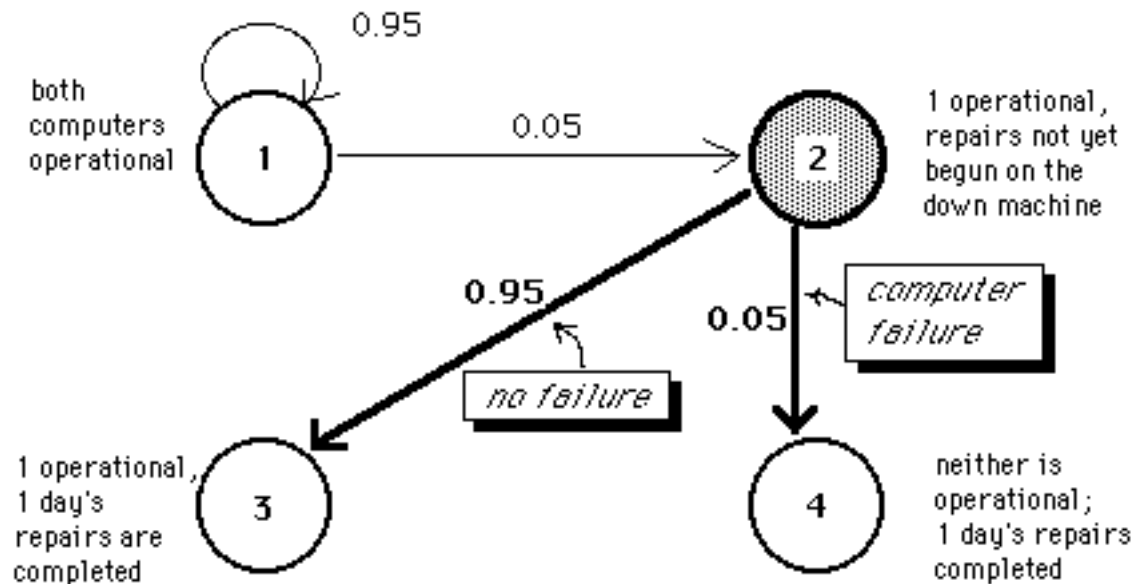 0.95
both
computers
operational
1
0.05
2
1 operational,
repairs not yet
begun on the
down machine
0.95
no failure
0.05
computer
failure
1 operational,
1 day's
repairs are
completed
3
4
neither is
operational;
1 day's repairs
completed